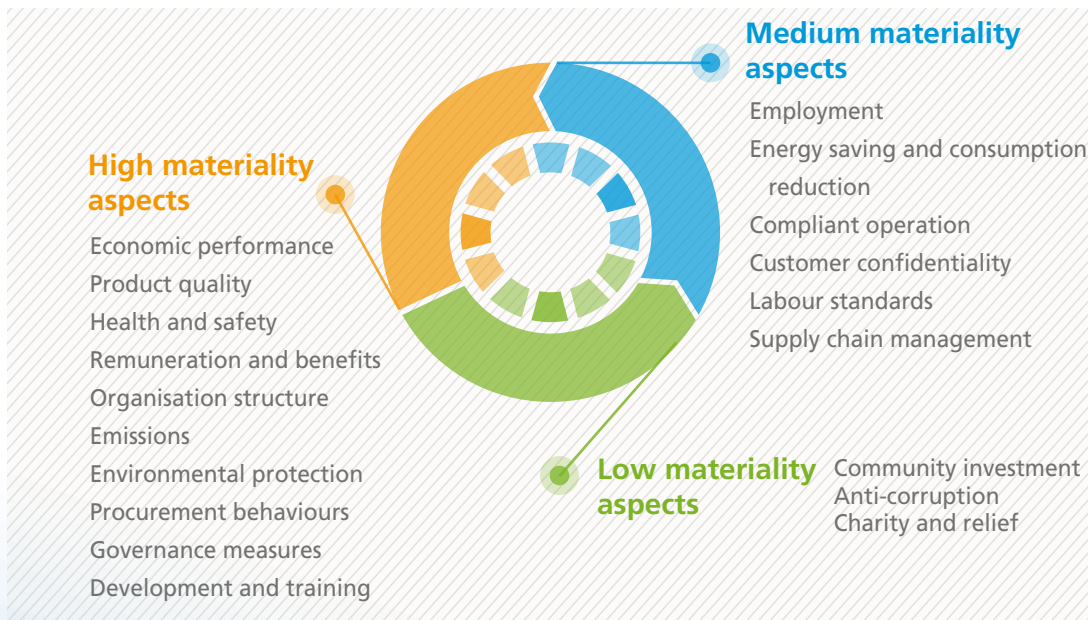 Medium materiality
aspects
Employment
Energy saving and consumption
reduction
Compliant operation
Customer confidentiality
Labour standards
Supply chain management
High materiality
aspects
Economic performance
Product quality
Health and safety
Remuneration and benefits
Organisation structure
Emissions
Environmental protection
Procurement behaviours
Governance measures
Development and training
Low materiality
aspects
Community investment
Anti-corruption
Charity and relief